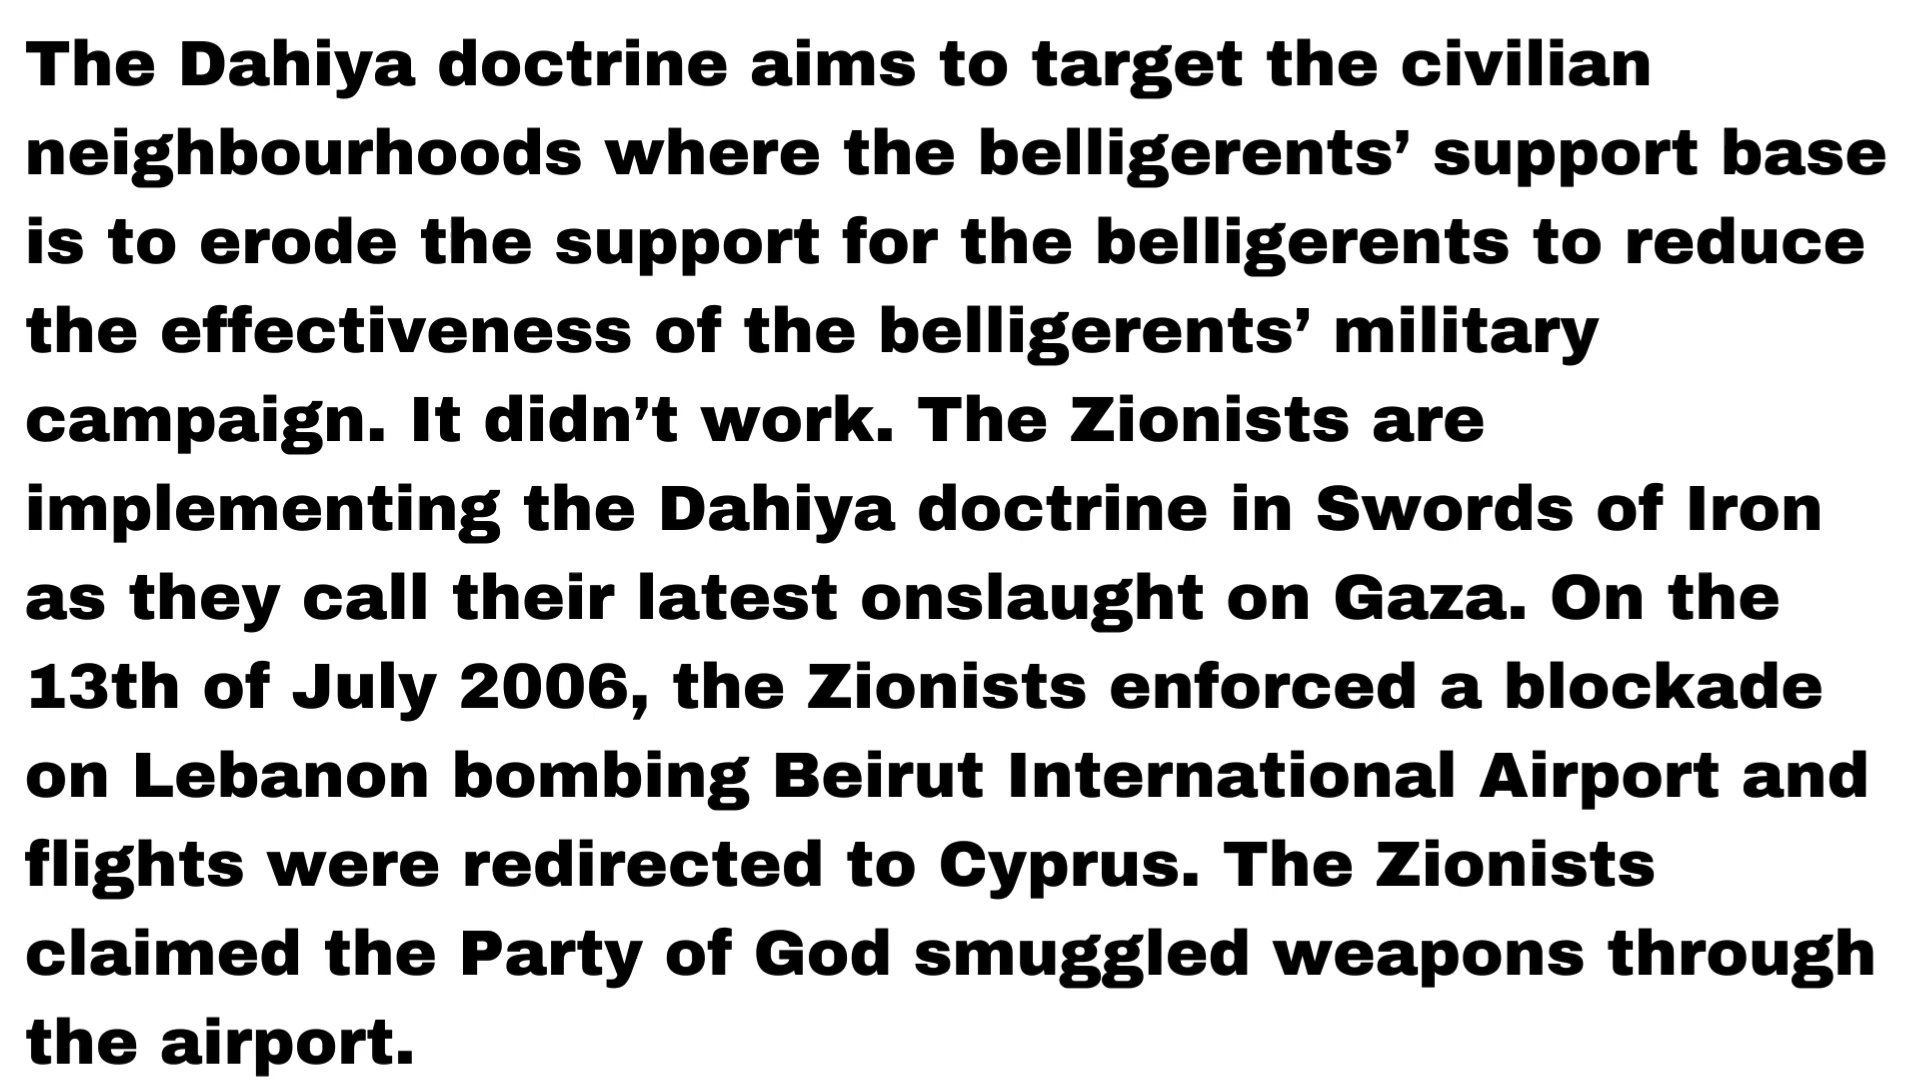 The Dahiya doctrine aims to target the civilian
neighbourhoods where the belligerents’ support base
is to erode the support for the belligerents to reduce
the effectiveness of the belligerents’ military
campaign. It didn’t work. The Zionists are
implementing the Dahiya doctrine in Swords of Iron
as they call their latest onslaught on Gaza. On the
13th of July 2006, the Zionists enforced a blockade
on Lebanon bombing Beirut International Airport and
flights were redirected to Cyprus. The Zionists
claimed the Party of God smuggled weapons through
the airport.